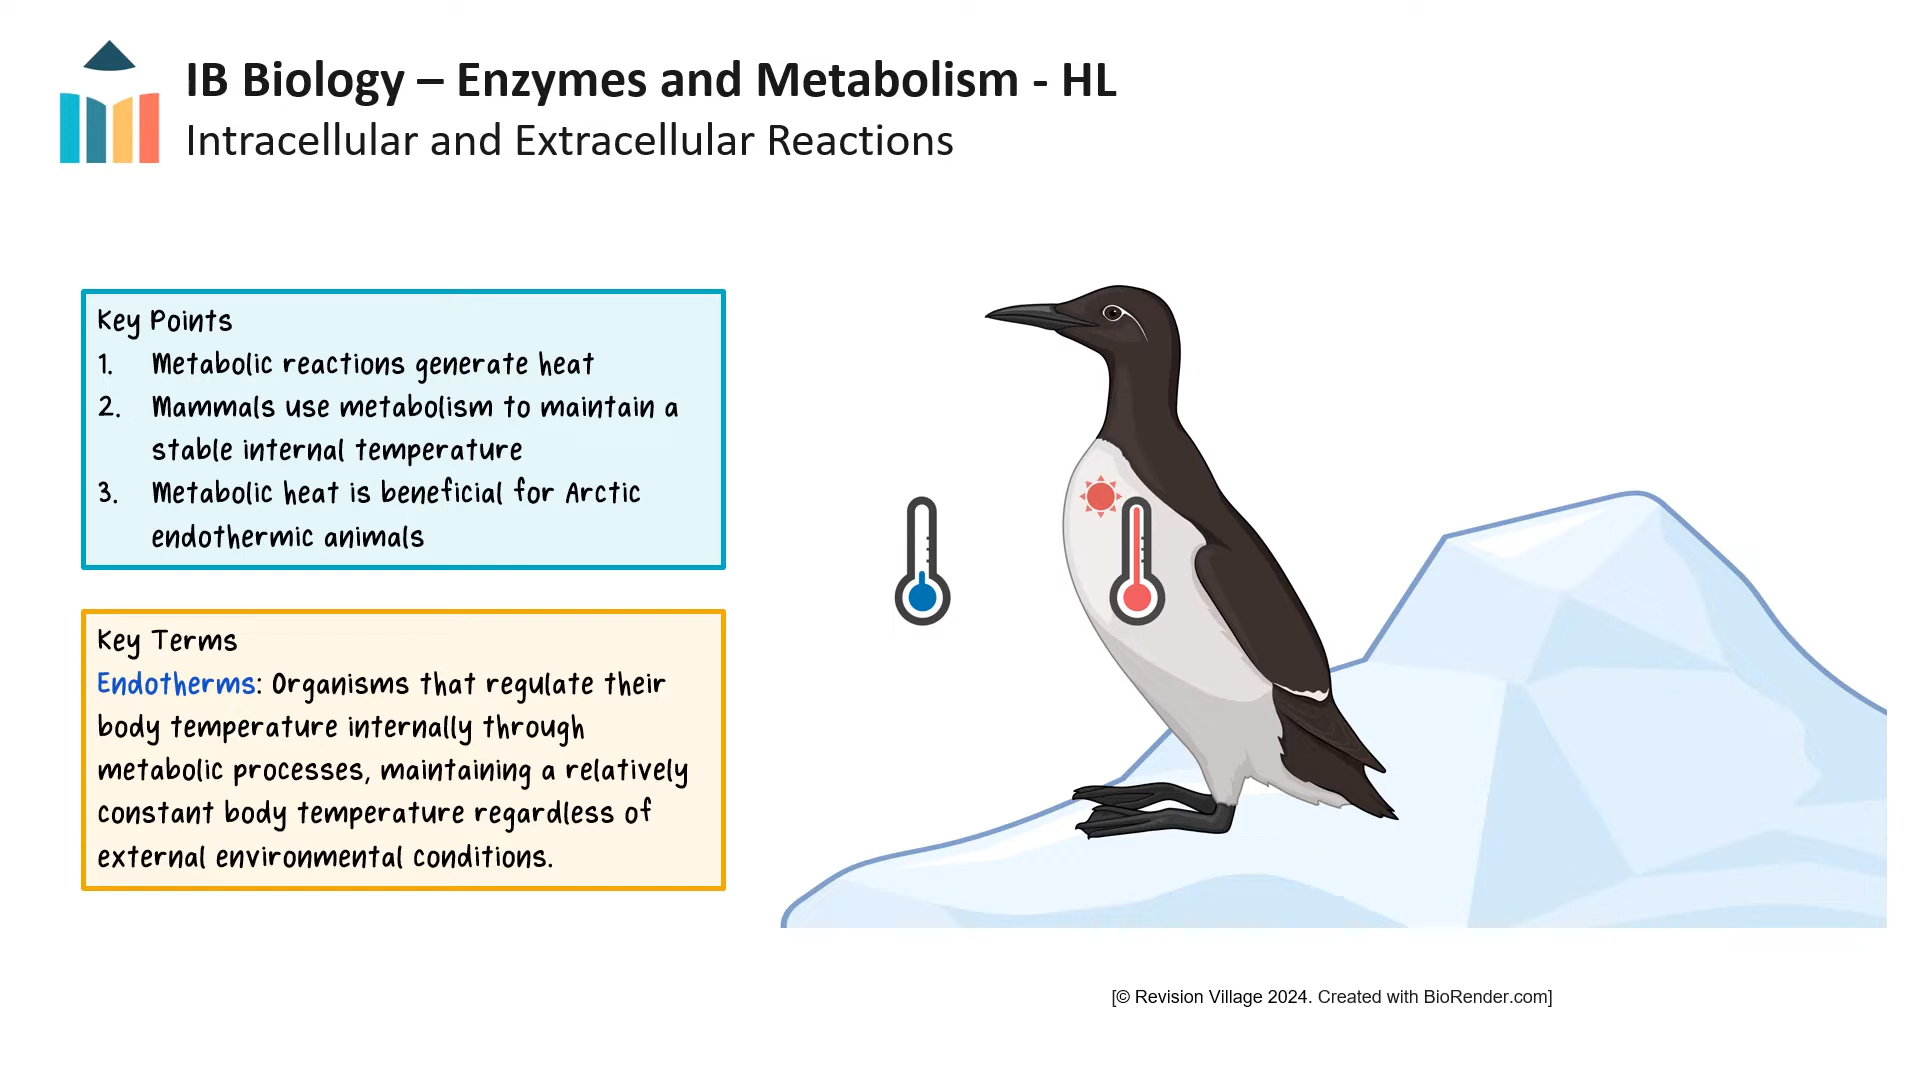 IB Biology – Enzymes and Metabolism - HL
Intracellular and Extracellular Reactions
Key Points
1. Metabolic reactions generate heat
2. Mammals use metabolism to maintain a
stable internal temperature
3. Metabolic heat is beneficial for Arctic
endothermic animals
Key Terms
Endotherms: Organisms that regulate their
body temperature internally through
metabolic processes, maintaining a relatively
constant body temperature regardless of
external environmental conditions.
[© Revision Village 2024. Created with BioRender.com]